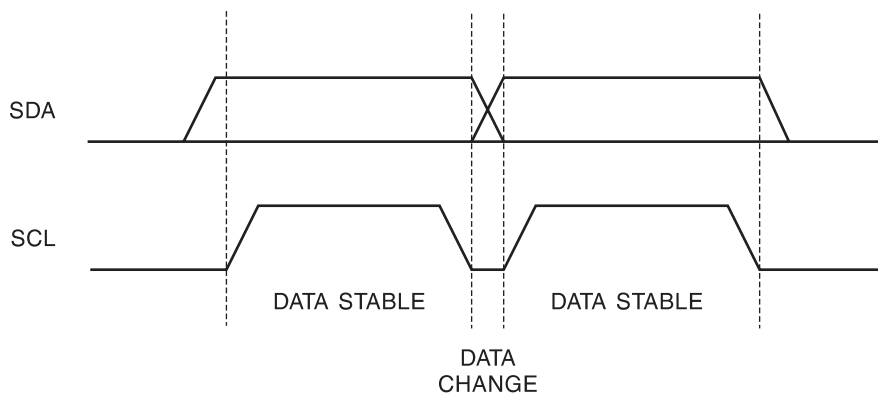 SDA
SCL
DATA STABLE
DATA STABLE
DATA
CHANGE